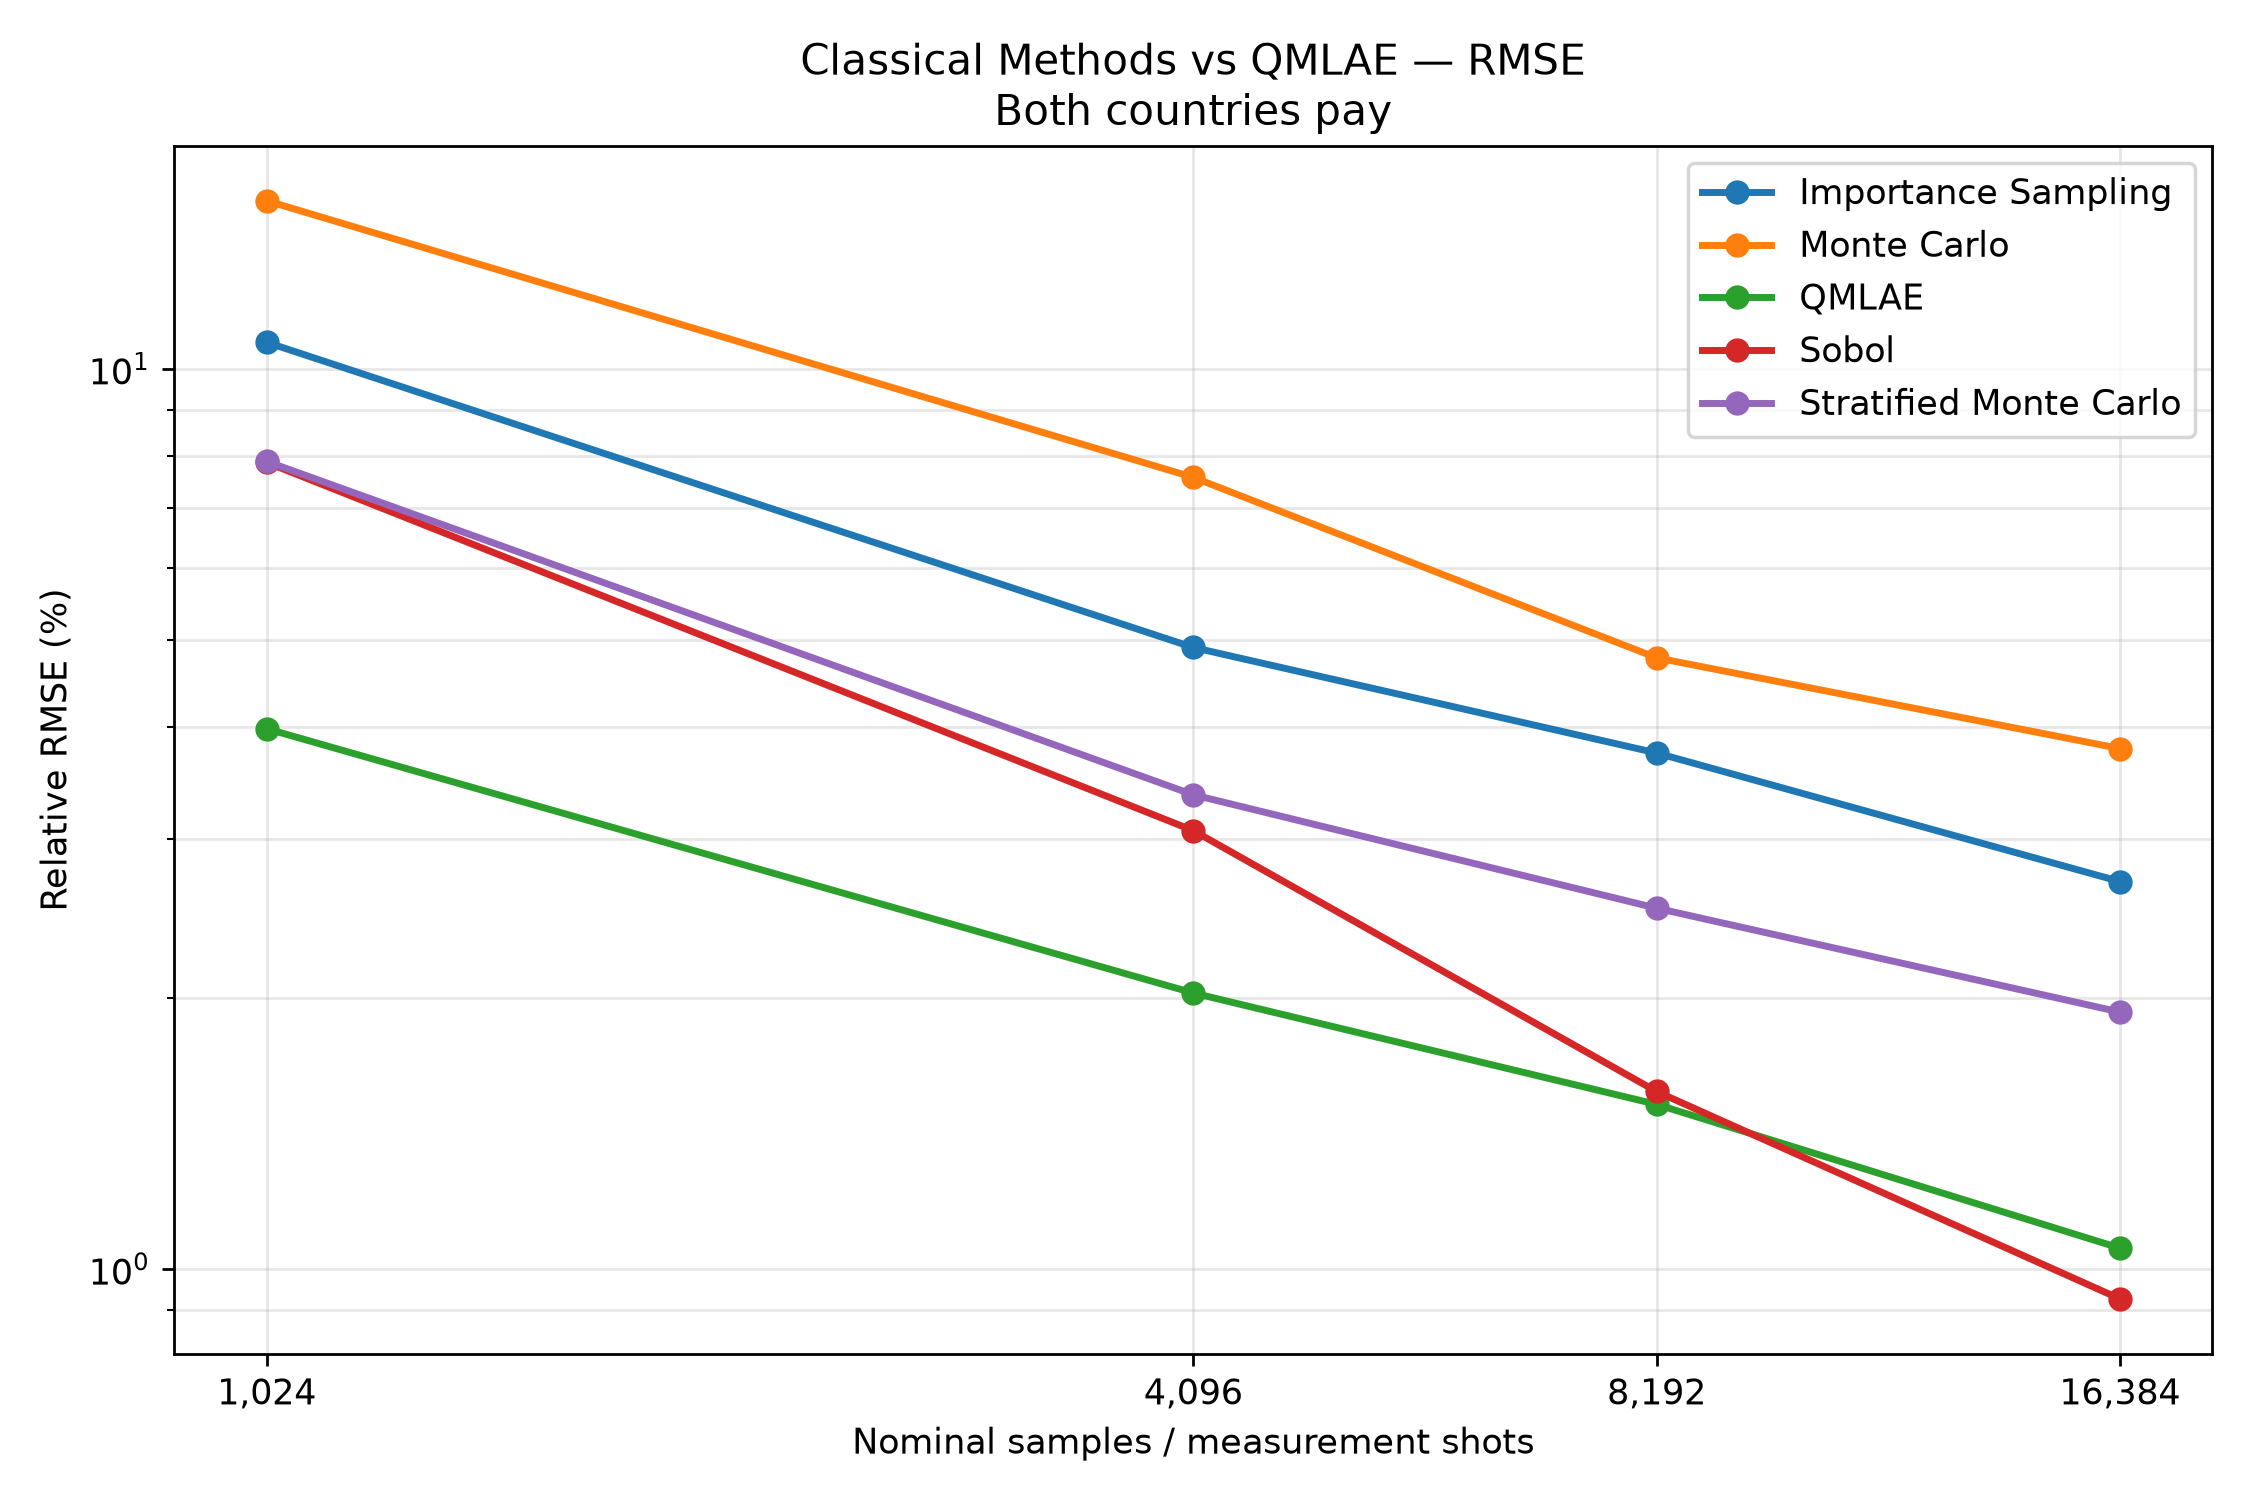 Classical Methods vs QMLAE — RMSE
Both countries pay
Importance Sampling
Monte Carlo
QMLAE
Sobol
Stratified Monte Carlo
Relative RMSE (%)
10¹
10⁰
1,024 4,096 8,192 16,384
Nominal samples / measurement shots